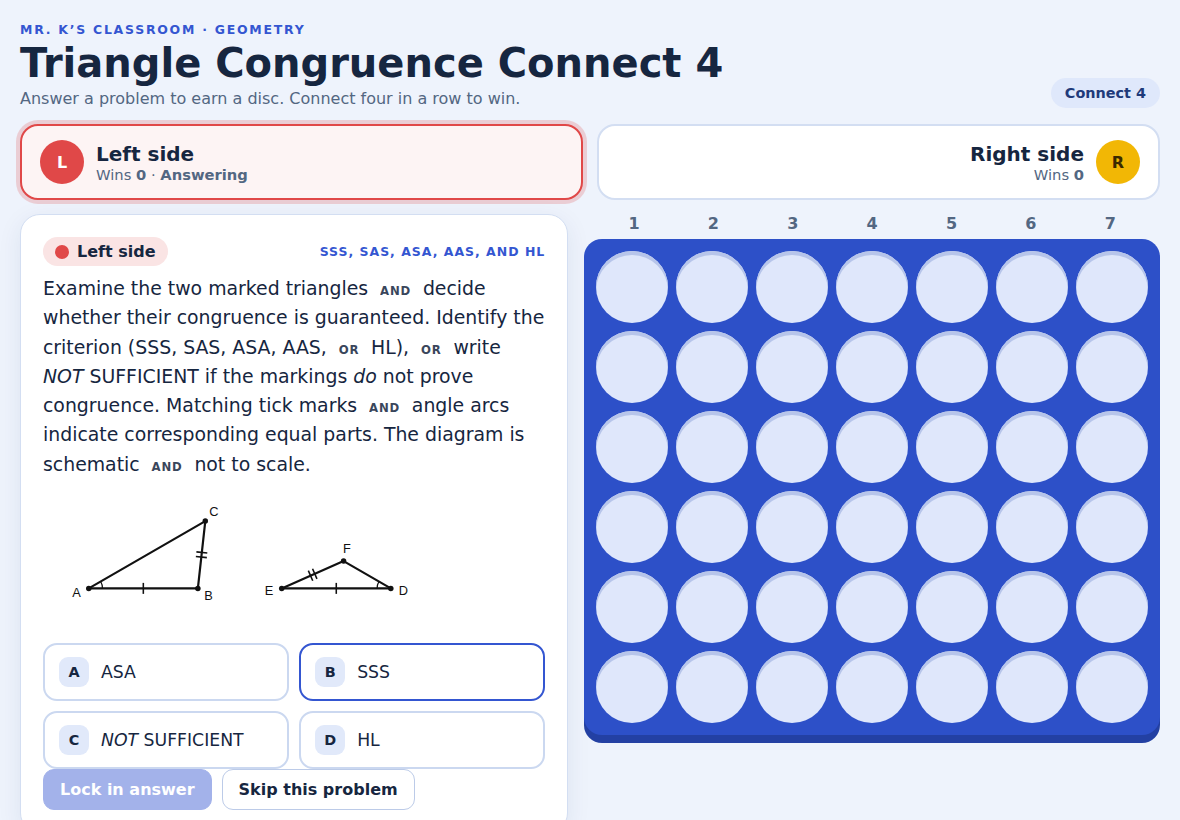 MR. K’S CLASSROOM · GEOMETRY
Triangle Congruence Connect 4
Answer a problem to earn a disc. Connect four in a row to win.
Connect 4
L
Left side
Wins 0 · Answering
Right side
Wins 0
R
Left side
SSS, SAS, ASA, AAS, AND HL
Examine the two marked triangles AND decide
whether their congruence is guaranteed. Identify the
criterion (SSS, SAS, ASA, AAS, OR HL), OR write
NOT SUFFICIENT if the markings do not prove
congruence. Matching tick marks AND angle arcs
indicate corresponding equal parts. The diagram is
schematic AND not to scale.
C
A
B
F
E
D
A ASA
B SSS
C NOT SUFFICIENT
D HL
Lock in answer
Skip this problem
1 2 3 4 5 6 7